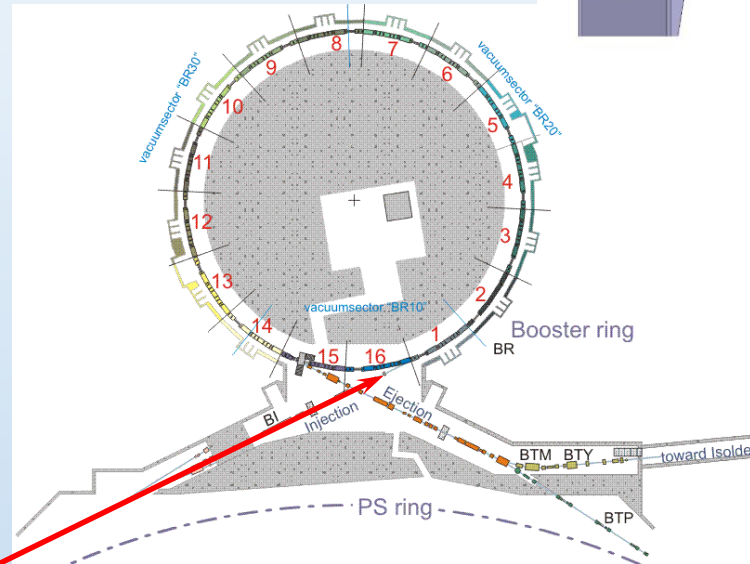 8
7
9
6
vacuumsector "BR30"
vacuumsector "BR20"
10
5
11
4
12
3
13
2
vacuumsector "BR10"
14
1
Booster ring
15
16
BR
BI
Injection
Ejection
BTM
BTY
toward Isolde
PS ring
BTP